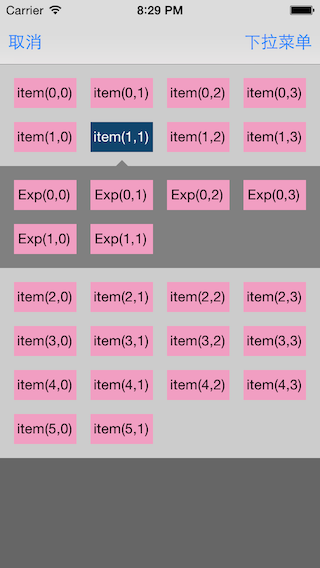 Carrier 8:29 PM
取消 下拉菜单
item(0,0) item(0,1) item(0,2) item(0,3)
item(1,0) item(1,1) item(1,2) item(1,3)
Exp(0,0) Exp(0,1) Exp(0,2) Exp(0,3)
Exp(1,0) Exp(1,1)
item(2,0) item(2,1) item(2,2) item(2,3)
item(3,0) item(3,1) item(3,2) item(3,3)
item(4,0) item(4,1) item(4,2) item(4,3)
item(5,0) item(5,1)